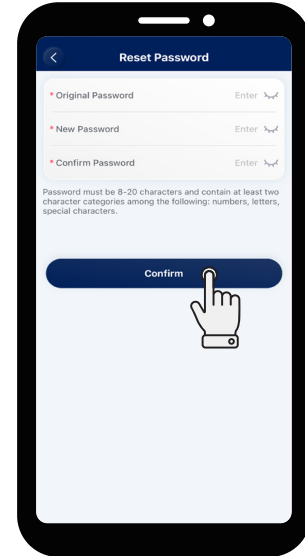 Reset Password
* Original Password Enter
* New Password Enter
* Confirm Password Enter
Password must be 8-20 characters and contain at least two
character categories among the following: numbers, letters,
special characters.
Confirm